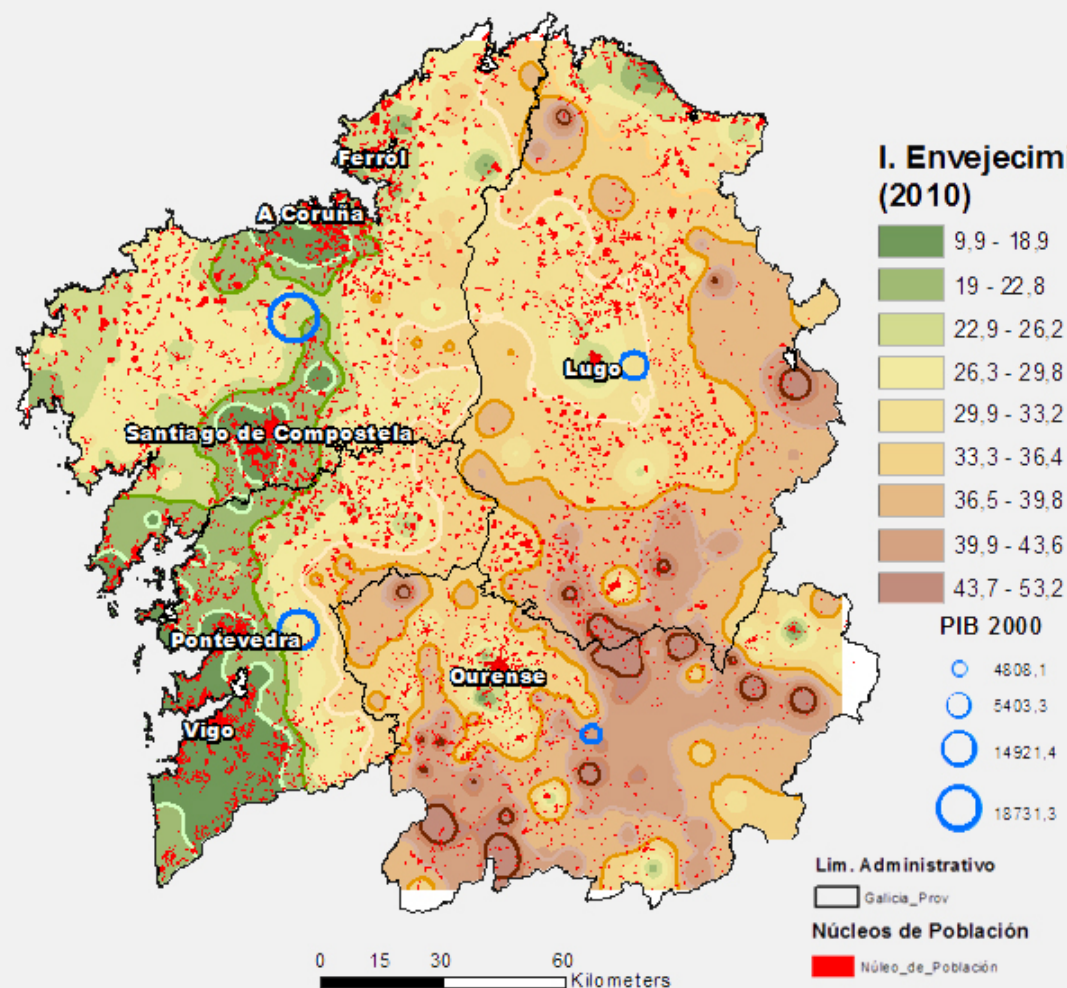 Ferrol
A Coruña
Lugo
Santiago de Compostela
Pontevedra
Ourense
Vigo
I. Envejecim
(2010)
9,9 - 18,9
19 - 22,8
22,9 - 26,2
26,3 - 29,8
29,9 - 33,2
33,3 - 36,4
36,5 - 39,8
39,9 - 43,6
43,7 - 53,2
PIB 2000
4808,1
5403,3
14921,4
18731,3
Lim. Administrativo
Galicia_Prov
Núcleos de Población
Núleo_de_Población
0 15 30 60
Kilometers